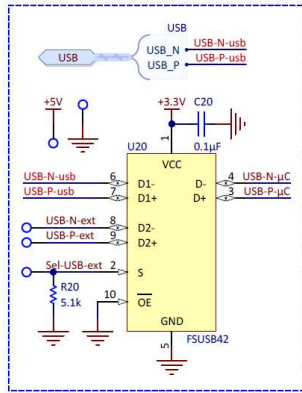 USB
USB
USB_N
USB-N-usb
USB_P
USB-P-usb
+5V
+3.3V
C20
0.1µF
U20
1
VCC
USB-N-usb
6
D1-
D-
4
USB-N-µC
USB-P-usb
7
D1+
D+
3
USB-P-µC
USB-N-ext
8
D2-
USB-P-ext
9
D2+
Sel-USB-ext
2
S
R20
5.1k
10
OE
GND
5
FSUSB42